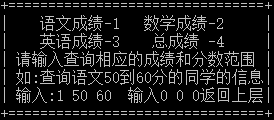 语文成绩-1 数学成绩-2
英语成绩-3 总成绩 -4
请输入查询相应的成绩和分数范围
如:查询语文50到60分的同学的信息
输入:1 50 60 输入0 0 0返回上层